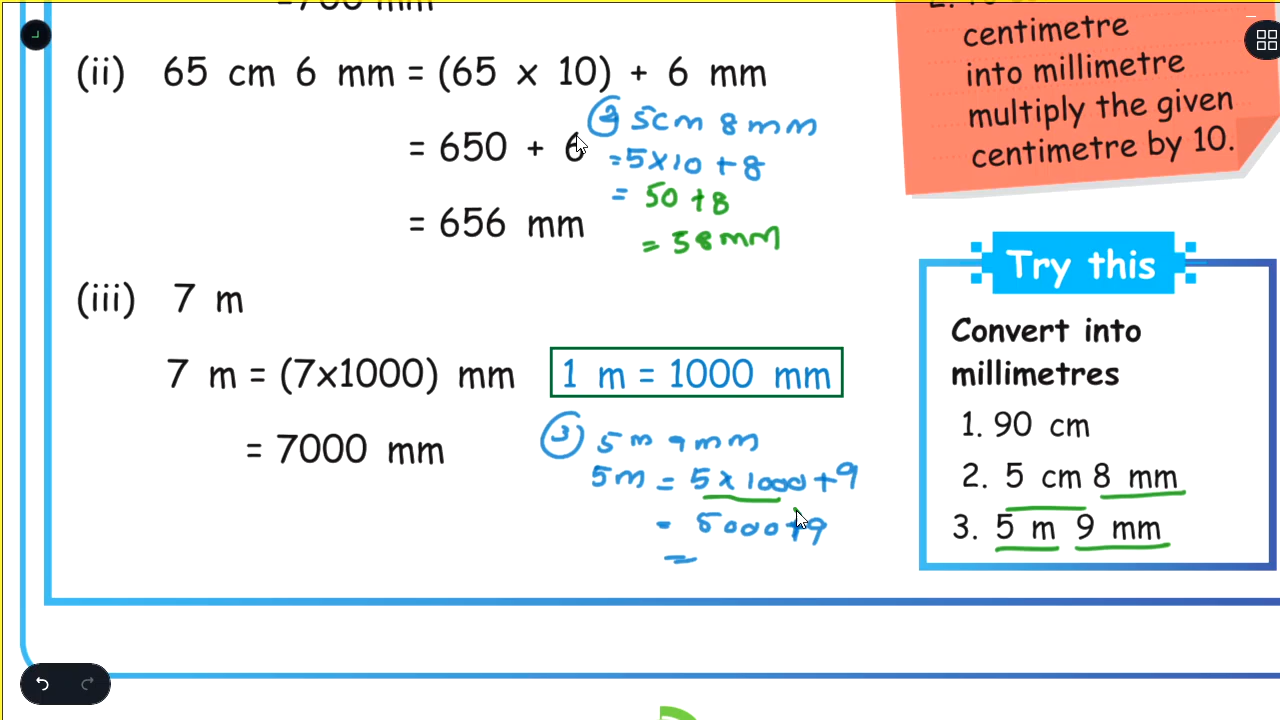 =700 mm
(ii) 65 cm 6 mm = (65 x 10) + 6 mm
= 650 + 6
= 656 mm
② 5cm 8mm
=5x10 +8
= 50 +8
= 58mm
(iii) 7 m
7 m = (7x1000) mm
1 m = 1000 mm
= 7000 mm
③ 5m 9mm
5m = 5x1000+9
= 5000+9
=
centimetre
into millimetre
multiply the given
centimetre by 10.
Try this
Convert into
millimetres
1. 90 cm
2. 5 cm 8 mm
3. 5 m 9 mm